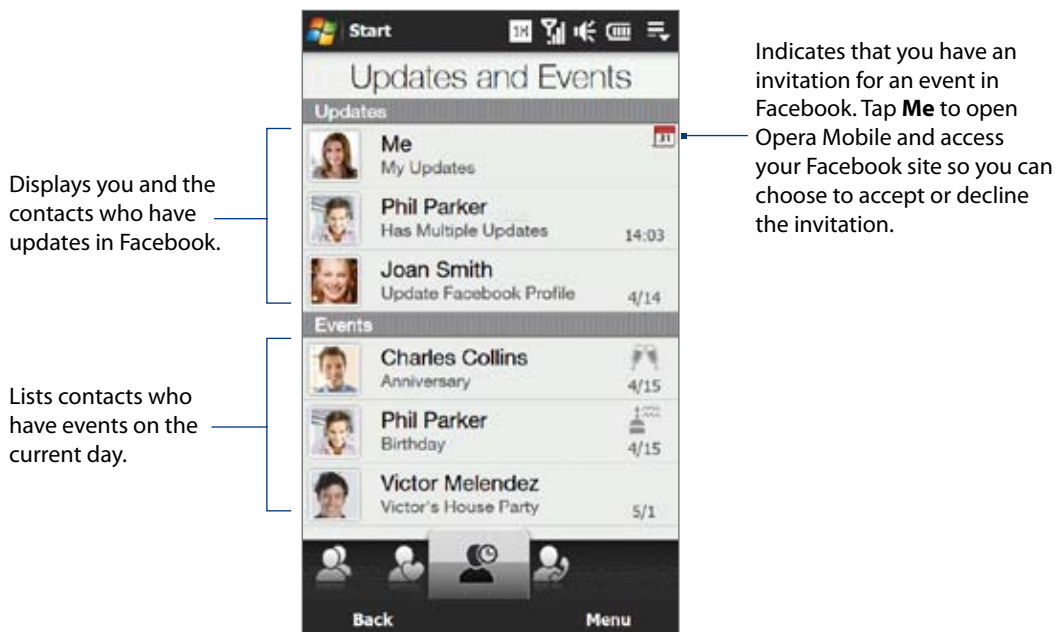 Start
1X
Updates and Events
Updates
Me
31
My Updates
Phil Parker
Has Multiple Updates
14:03
Joan Smith
Update Facebook Profile
4/14
Events
Charles Collins
Anniversary
4/15
Phil Parker
Birthday
4/15
Victor Melendez
Victor's House Party
5/1
Back
Menu
Displays you and the
contacts who have
updates in Facebook.
Lists contacts who
have events on the
current day.
Indicates that you have an
invitation for an event in
Facebook. Tap Me to open
Opera Mobile and access
your Facebook site so you can
choose to accept or decline
the invitation.